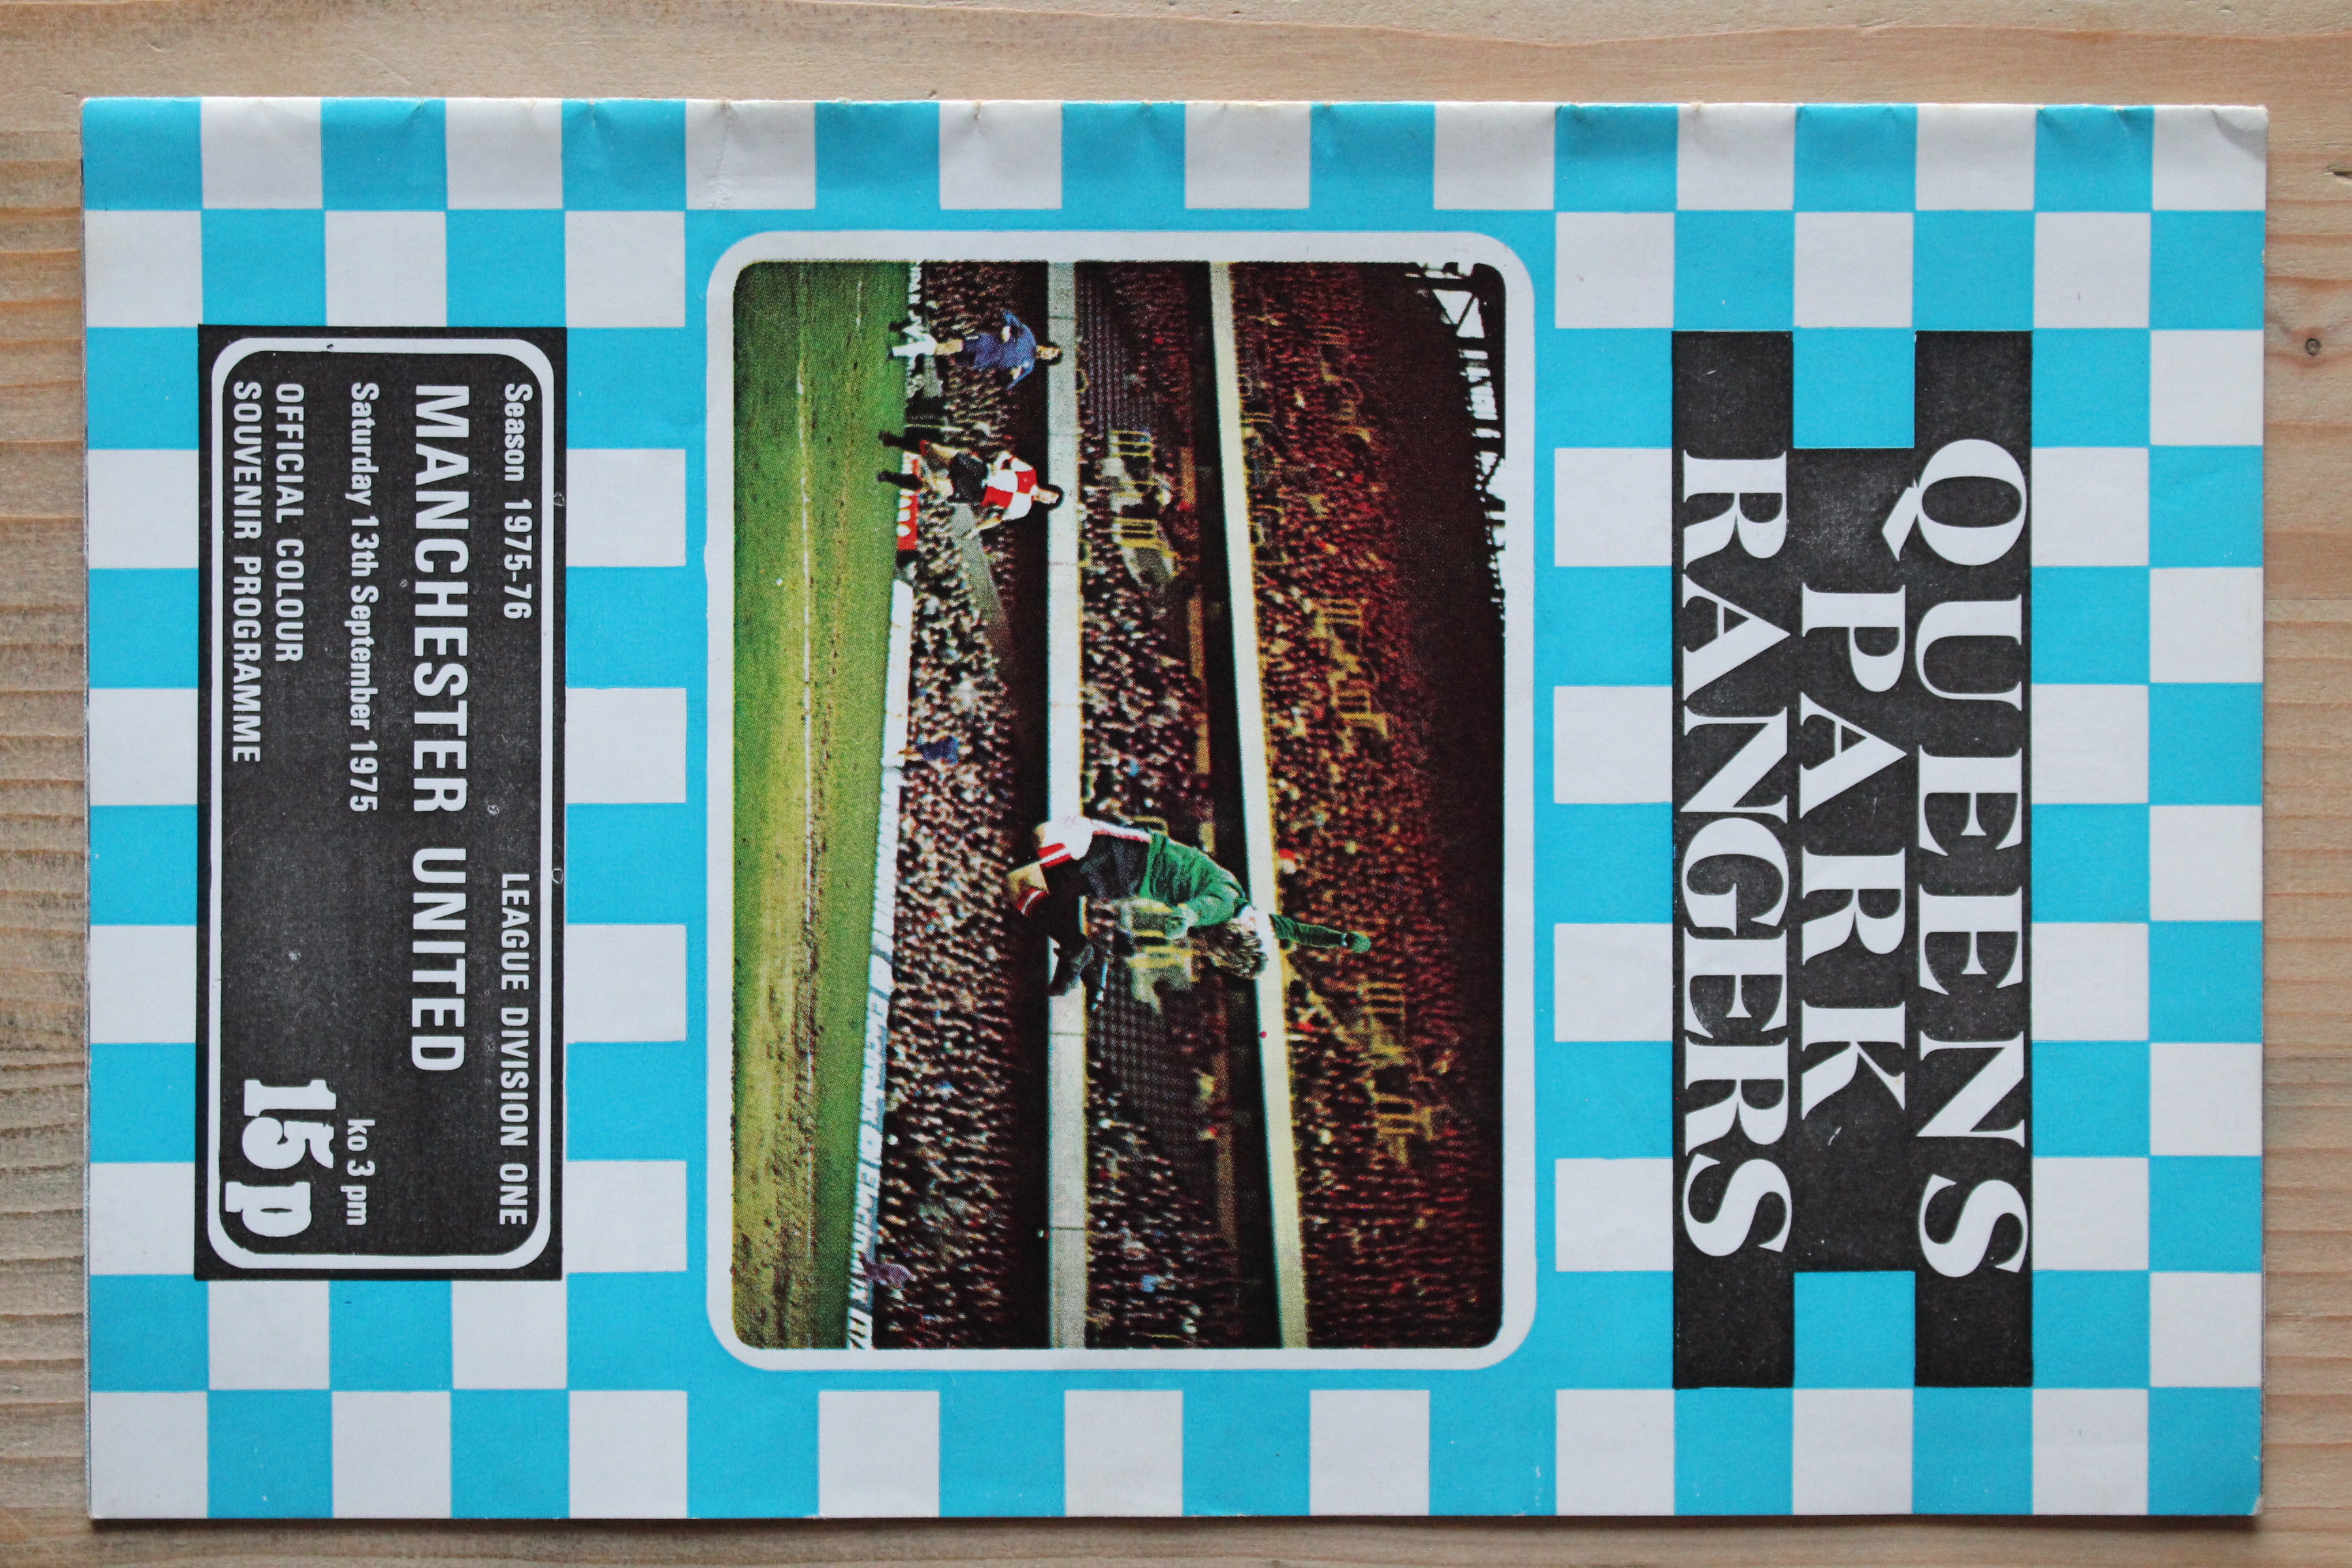 QUEENS
PARK
RANGERS
Season 1975-76 LEAGUE DIVISION ONE
MANCHESTER UNITED
Saturday 13th September 1975 ko 3 pm
OFFICIAL COLOUR
SOUVENIR PROGRAMME
15p